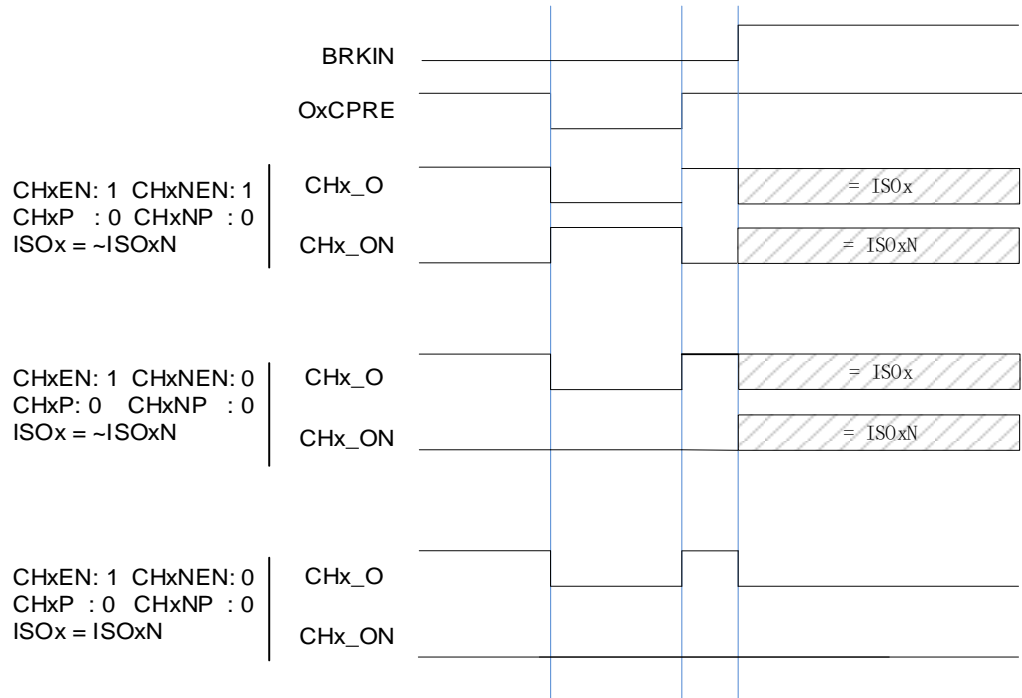 BRKIN
OxCPRE
CHxEN: 1 CHxNEN: 1
CHxP : 0 CHxNP : 0
ISOx = ~ISOxN
CHx_O
= ISOx
CHx_ON
= ISOxN
CHxEN: 1 CHxNEN: 0
CHxP: 0 CHxNP : 0
ISOx = ~ISOxN
CHx_O
= ISOx
CHx_ON
= ISOxN
CHxEN: 1 CHxNEN: 0
CHxP : 0 CHxNP : 0
ISOx = ISOxN
CHx_O
CHx_ON